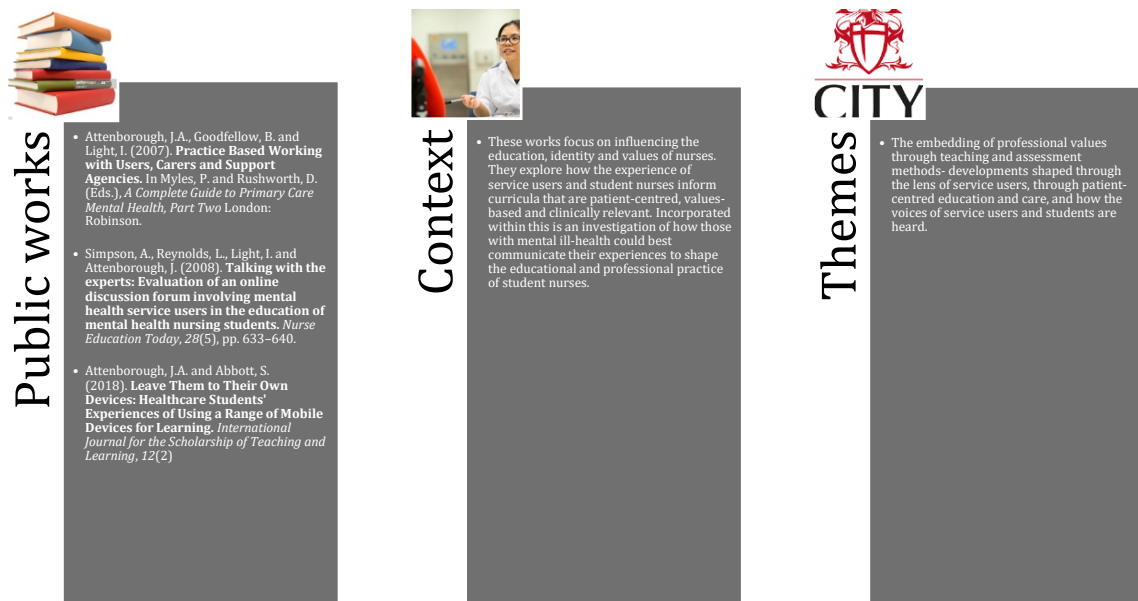 Public works
• Attenborough, J.A., Goodfellow, B. and
Light, I. (2007). Practice Based Working
with Users, Carers and Support
Agencies. In Myles, P. and Rushworth, D.
(Eds.), A Complete Guide to Primary Care
Mental Health, Part Two London:
Robinson.
• Simpson, A., Reynolds, L., Light, I. and
Attenborough, J. (2008). Talking with the
experts: Evaluation of an online
discussion forum involving mental
health service users in the education of
mental health nursing students. Nurse
Education Today, 28(5), pp. 633–640.
• Attenborough, J.A. and Abbott, S.
(2018). Leave Them to Their Own
Devices: Healthcare Students'
Experiences of Using a Range of Mobile
Devices for Learning. International
Journal for the Scholarship of Teaching and
Learning, 12(2)
Context
• These works focus on influencing the
education, identity and values of nurses.
They explore how the experience of
service users and student nurses inform
curricula that are patient-centred, values-
based and clinically relevant. Incorporated
within this is an investigation of how those
with mental ill-health could best
communicate their experiences to shape
the educational and professional practice
of student nurses.
CITY
Themes
• The embedding of professional values
through teaching and assessment
methods- developments shaped through
the lens of service users, through patient-
centred education and care, and how the
voices of service users and students are
heard.